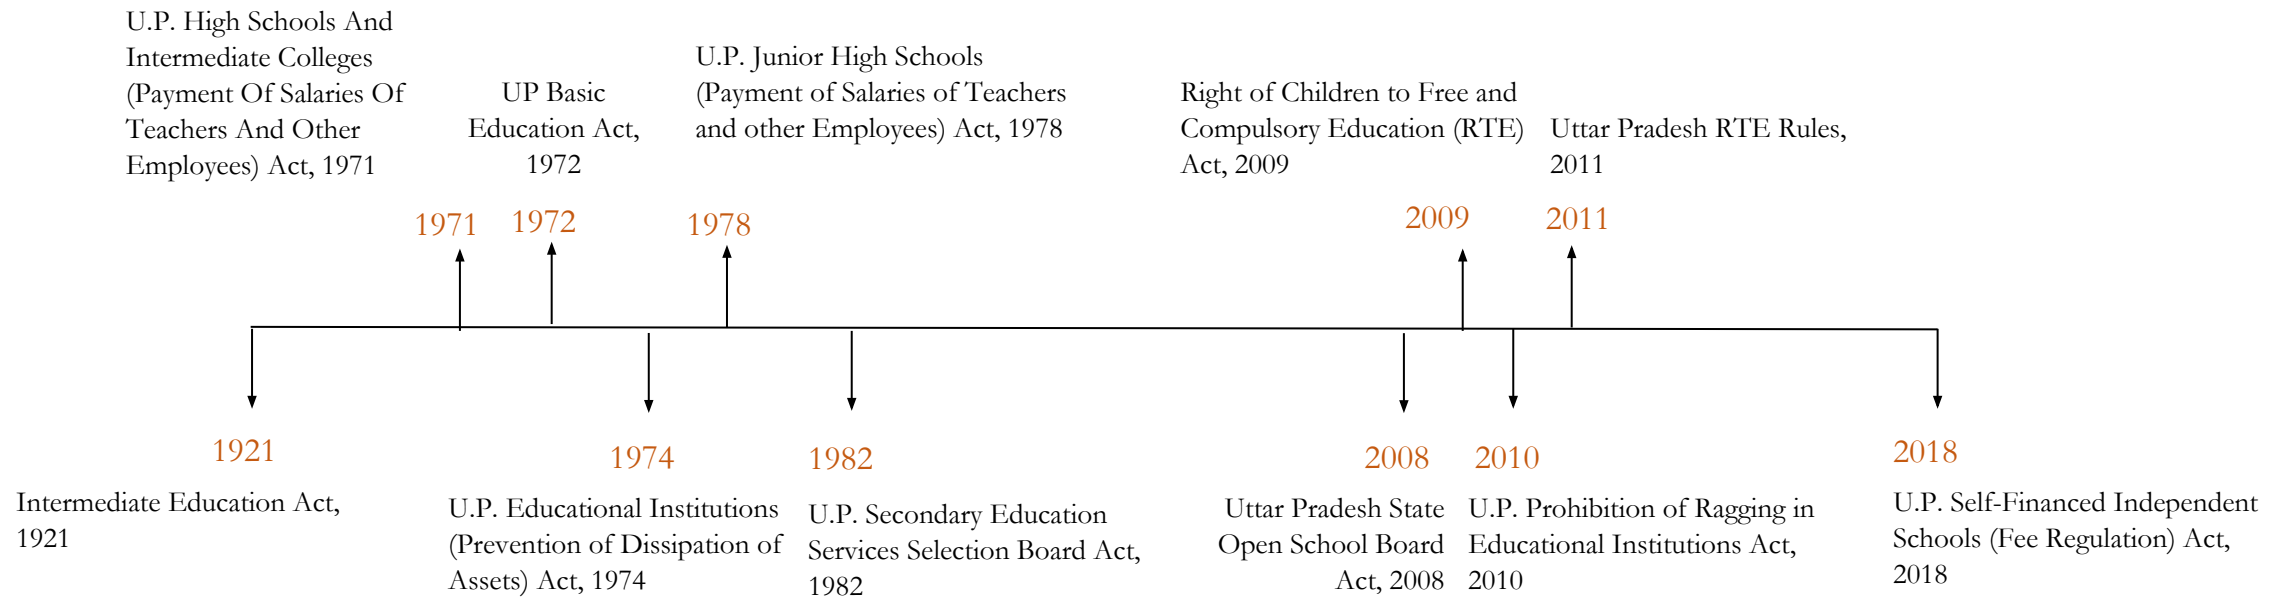 U.P. High Schools And
Intermediate Colleges
(Payment Of Salaries Of
Teachers And Other
Employees) Act, 1971
UP Basic
Education Act,
1972
U.P. Junior High Schools
(Payment of Salaries of Teachers
and other Employees) Act, 1978
Right of Children to Free and
Compulsory Education (RTE)
Act, 2009
Uttar Pradesh RTE Rules,
2011
1971
1972
1978
2009
2011
1921
1974
1982
2008
2010
2018
Intermediate Education Act,
1921
U.P. Educational Institutions
(Prevention of Dissipation of
Assets) Act, 1974
U.P. Secondary Education
Services Selection Board Act,
1982
Uttar Pradesh State
Open School Board
Act, 2008
U.P. Prohibition of Ragging in
Educational Institutions Act,
2010
U.P. Self-Financed Independent
Schools (Fee Regulation) Act,
2018